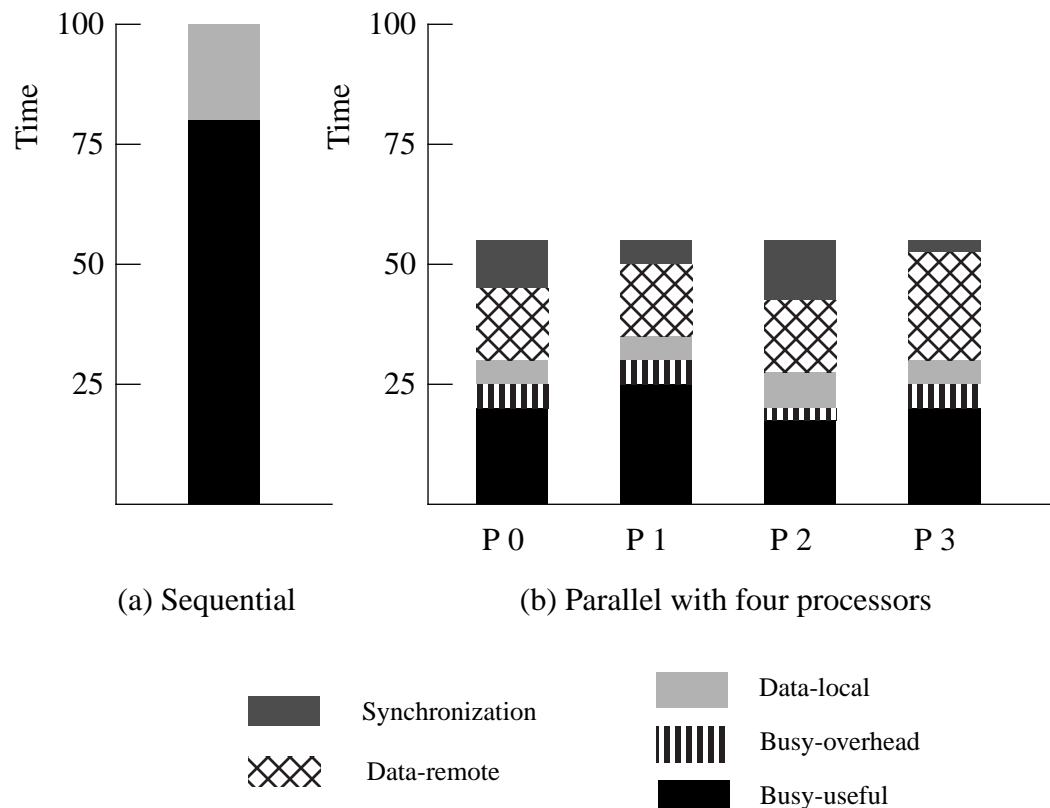 100
75
50
25
Time
(a) Sequential
100
75
50
25
Time
P 0
P 1
P 2
P 3
(b) Parallel with four processors
Synchronization
Data-remote
Data-local
Busy-overhead
Busy-useful